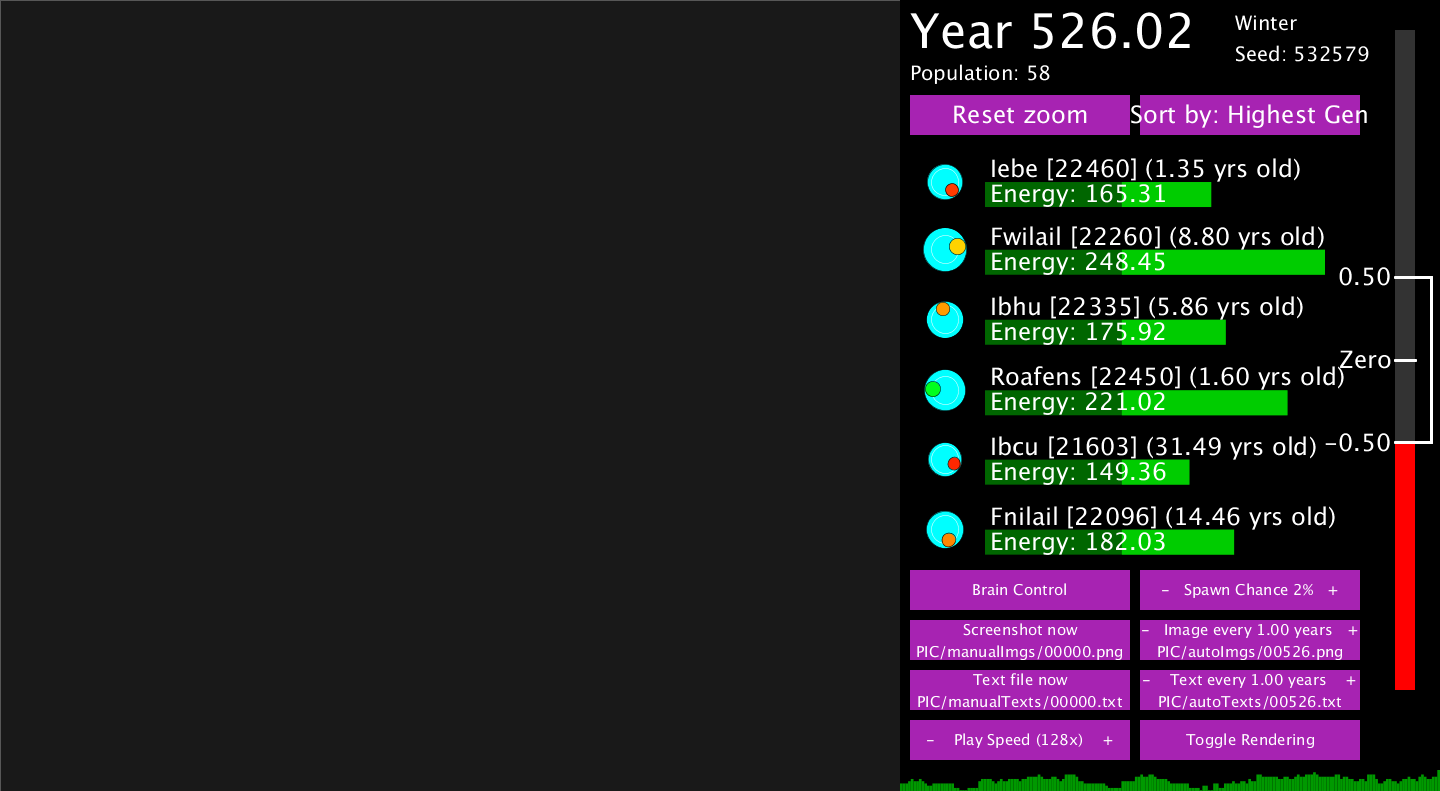 Year 526.02
Winter
Seed: 532579
Population: 58
Reset zoom
Sort by: Highest Gen
Iebe [22460] (1.35 yrs old)
Energy: 165.31
Fwilail [22260] (8.80 yrs old)
Energy: 248.45
0.50
Ibhu [22335] (5.86 yrs old)
Energy: 175.92
Zero
Roafens [22450] (1.60 yrs old)
Energy: 221.02
Ibcu [21603] (31.49 yrs old)
-0.50
Energy: 149.36
Fnilail [22096] (14.46 yrs old)
Energy: 182.03
Brain Control
- Spawn Chance 2% +
Screenshot now
PIC/manualImgs/00000.png
- Image every 1.00 years +
PIC/autoImgs/00526.png
Text file now
PIC/manualTexts/00000.txt
- Text every 1.00 years +
PIC/autoTexts/00526.txt
- Play Speed (128x) +
Toggle Rendering